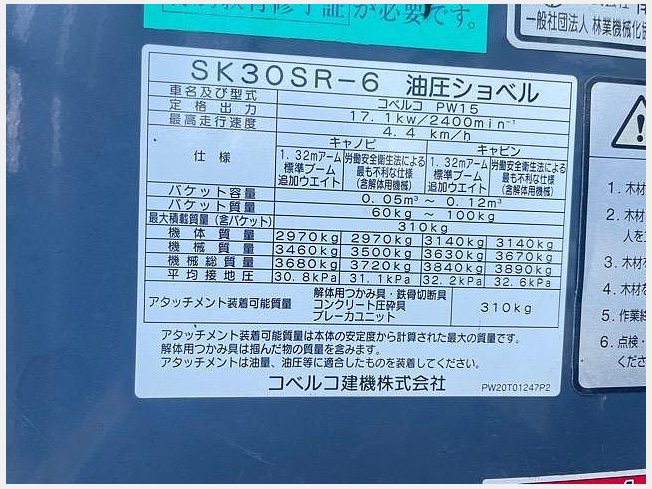 が必要です。
一般社団法人 林業機械化
SK30SR-6 油圧ショベル
車名及び型式 コベルコ PW15
定格出力 17.1kw/2400min⁻¹
最高走行速度 4.4 km/h
仕様 キャノピ キャビン
1.32mアーム 標準ブーム 追加ウエイト 労働安全衛生法による 最も不利な仕様 (含解体用機械) 1.32mアーム 標準ブーム 追加ウエイト 労働安全衛生法による 最も不利な仕様 (含解体用機械)
バケット容量 0.05m³ ～ 0.12m³
バケット質量 60kg ～ 100kg
最大積載質量(含バケット) 310kg
機体質量 2970kg 2970kg 3140kg 3140kg
機械質量 3460kg 3500kg 3630kg 3670kg
機械総質量 3680kg 3720kg 3840kg 3890kg
平均接地圧 30.8kPa 31.1kPa 32.2kPa 32.6kPa
アタッチメント装着可能質量 解体用つかみ具・鉄骨切断具 コンクリート圧砕具 ブレーカユニット 310kg
アタッチメント装着可能質量は本体の安定度から計算された最大の質量です。
解体用つかみ具は掴んだ物の質量を含みます。
アタッチメントは油量、油圧等に適合したものを装着してください。
コベルコ建機株式会社 PW20T01247P2
1. 木材
2. 木材
人を
3. 木材
4. 木
5. 作業
6. 点検・
くださ